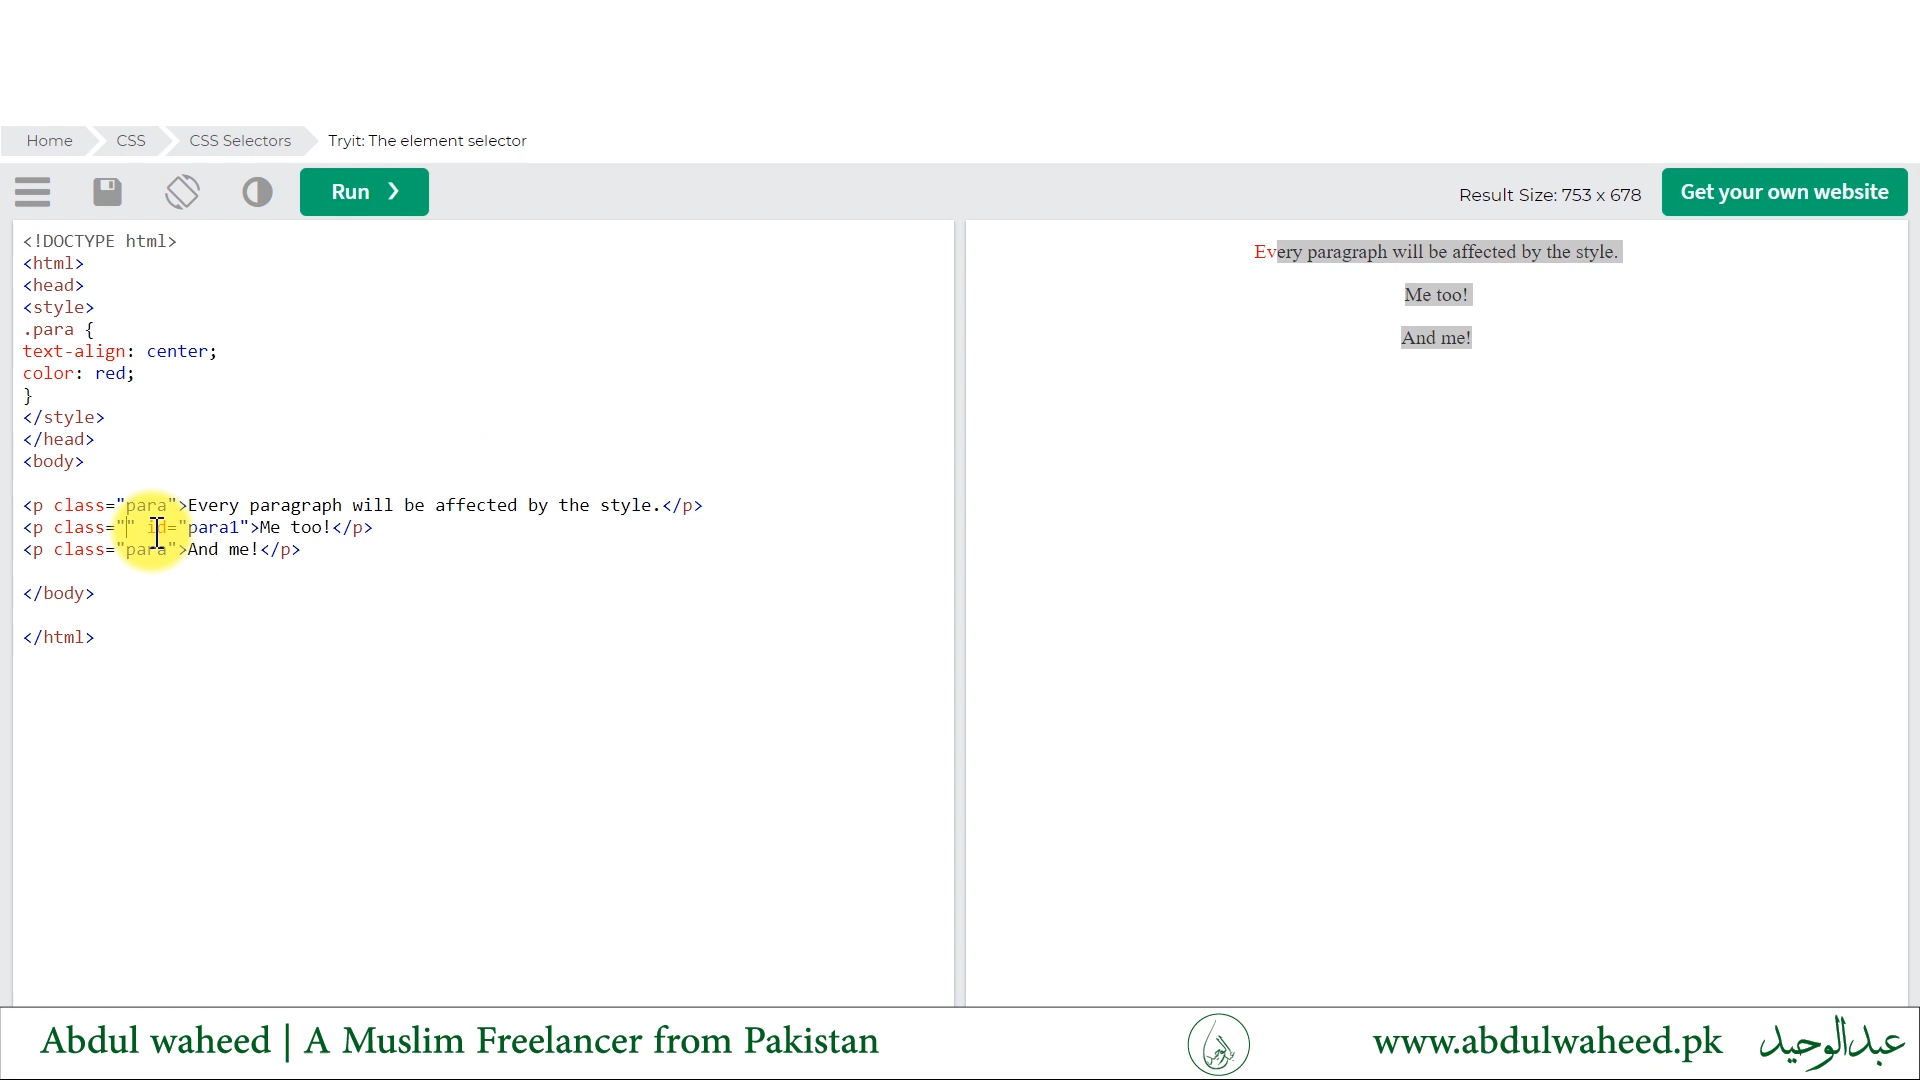 Home CSS CSS Selectors Tryit: The element selector
Run ❯ Result Size: 753 x 678 Get your own website
<!DOCTYPE html>
<html>
<head>
<style>
.para {
text-align: center;
color: red;
}
</style>
</head>
<body>
<p class="para">Every paragraph will be affected by the style.</p>
<p class="" id="para1">Me too!</p>
<p class="para">And me!</p>
</body>
</html>
Every paragraph will be affected by the style.
Me too!
And me!
Abdul waheed | A Muslim Freelancer from Pakistan www.abdulwaheed.pk عبدالوحید